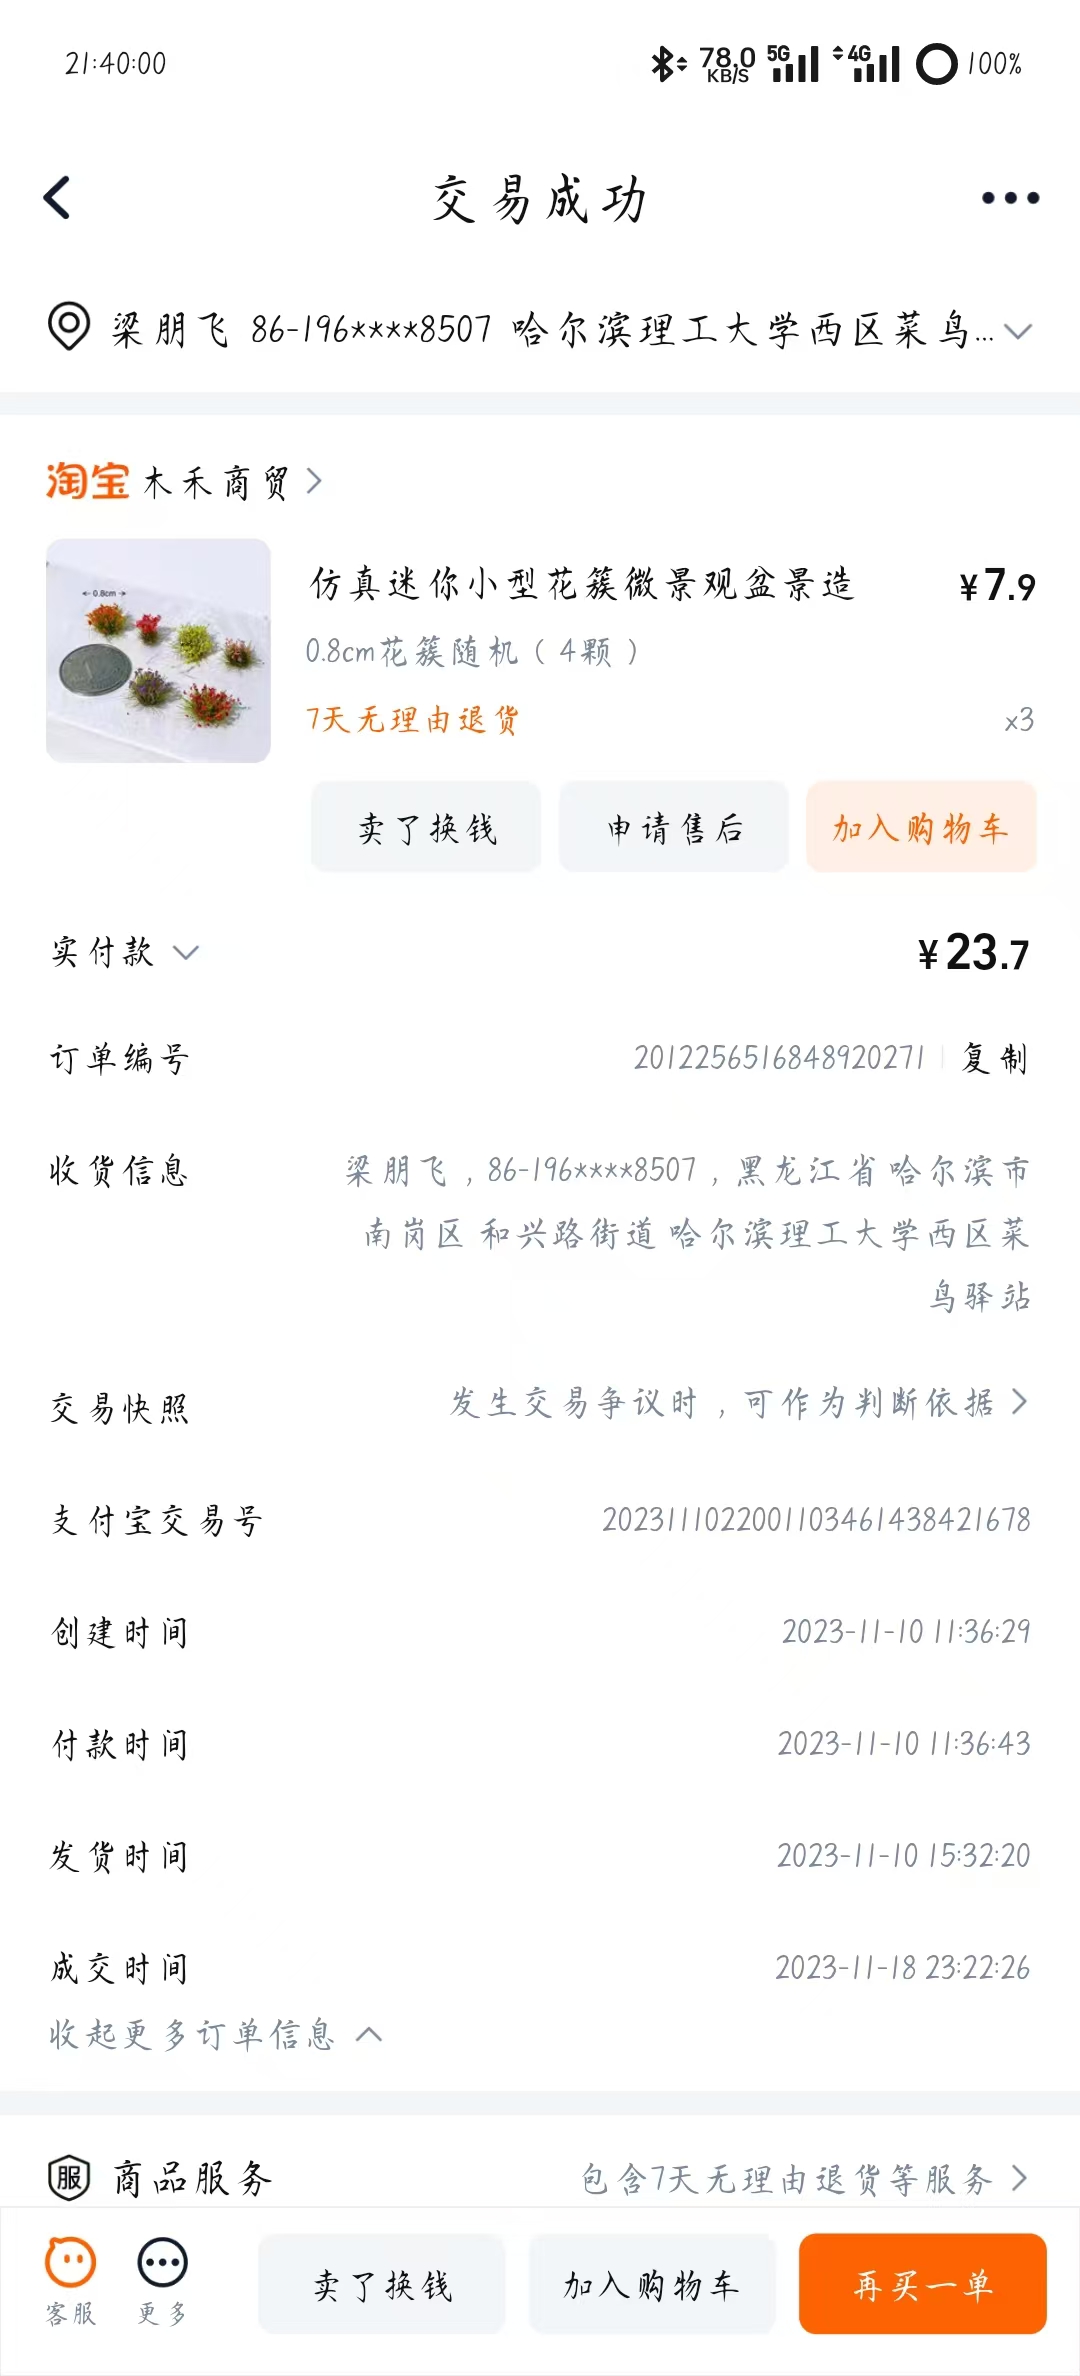 21:40:00 78.0 KB/S 5G 4G 100%
交易成功
梁朋飞 86-196****8507 哈尔滨理工大学西区菜鸟...
淘宝 木禾商贸
0.8cm
仿真迷你小型花簇微景观盆景造 ¥7.9
0.8cm花簇随机（4颗）
7天无理由退货 x3
卖了换钱 申请售后 加入购物车
实付款 ¥23.7
订单编号 2012256516848920271 复制
收货信息 梁朋飞，86-196****8507，黑龙江省 哈尔滨市
南岗区 和兴路街道 哈尔滨理工大学西区菜
鸟驿站
交易快照 发生交易争议时，可作为判断依据
支付宝交易号 2023111022001103461438421678
创建时间 2023-11-10 11:36:29
付款时间 2023-11-10 11:36:43
发货时间 2023-11-10 15:32:20
成交时间 2023-11-18 23:22:26
收起更多订单信息
服 商品服务 包含7天无理由退货等服务
客服 更多 卖了换钱 加入购物车 再买一单